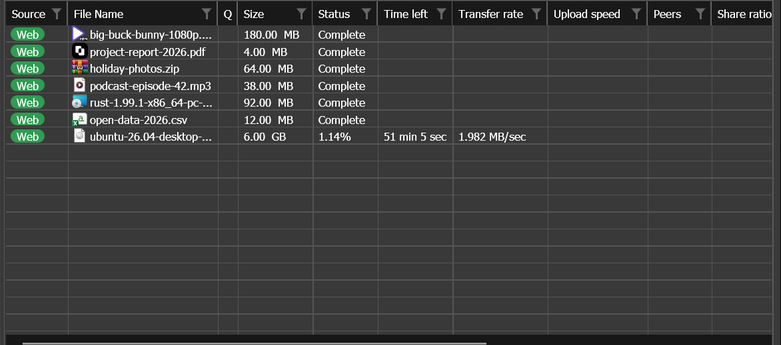 Source File Name Q Size Status Time left Transfer rate Upload speed Peers Share ratio
Web big-buck-bunny-1080p.... 180.00 MB Complete
Web project-report-2026.pdf 4.00 MB Complete
Web holiday-photos.zip 64.00 MB Complete
Web podcast-episode-42.mp3 38.00 MB Complete
Web rust-1.99.1-x86_64-pc-... 92.00 MB Complete
Web open-data-2026.csv 12.00 MB Complete
Web ubuntu-26.04-desktop-... 6.00 GB 1.14% 51 min 5 sec 1.982 MB/sec